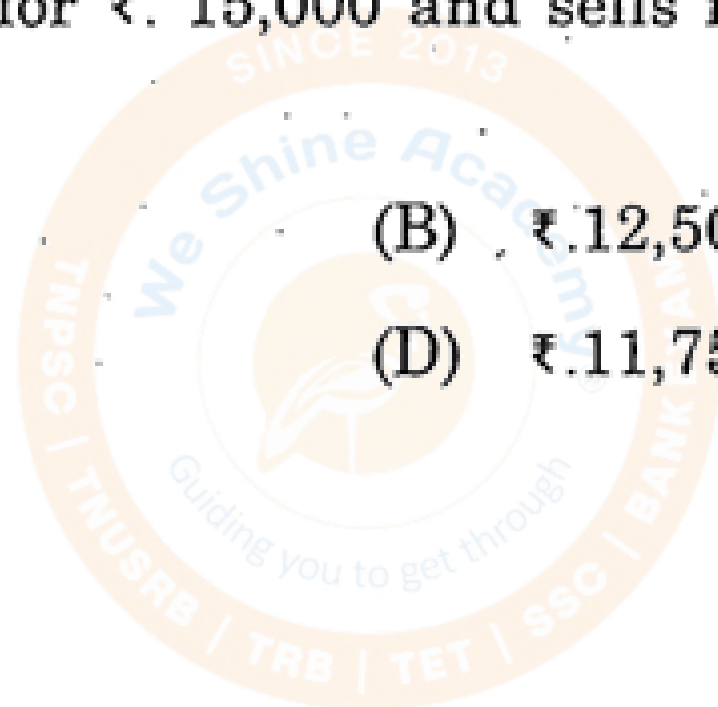 for ₹. 15,000 and sells
(B) ₹.12,50
(D) ₹.11,75
SINCE 2013
We Shine Academy
®
Guiding you to get through
TNPSC | TNUSRB | TRB | TET | SSC | BANK